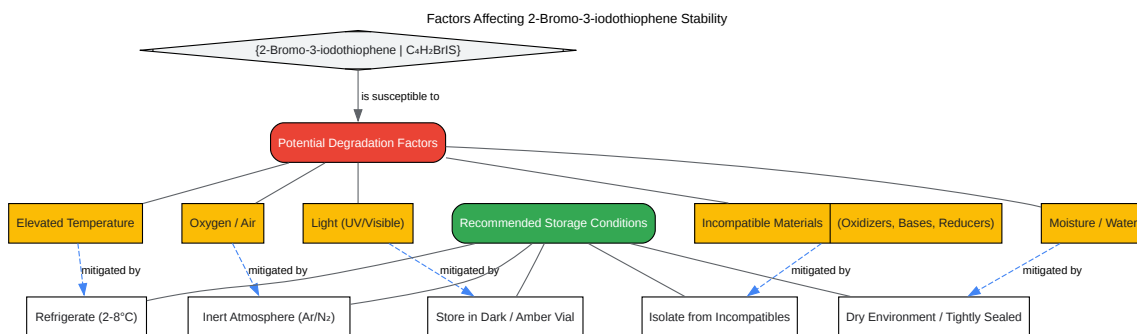 Factors Affecting 2-Bromo-3-iodothiophene Stability
{2-Bromo-3-iodothiophene | C₄H₂BrIS}
is susceptible to
Potential Degradation Factors
Elevated Temperature
Oxygen / Air
Light (UV/Visible)
Recommended Storage Conditions
Incompatible Materials
(Oxidizers, Bases, Reducers)
Moisture / Water
mitigated by
mitigated by
mitigated by
mitigated by
mitigated by
Refrigerate (2-8°C)
Inert Atmosphere (Ar/N₂)
Store in Dark / Amber Vial
Isolate from Incompatibles
Dry Environment / Tightly Sealed